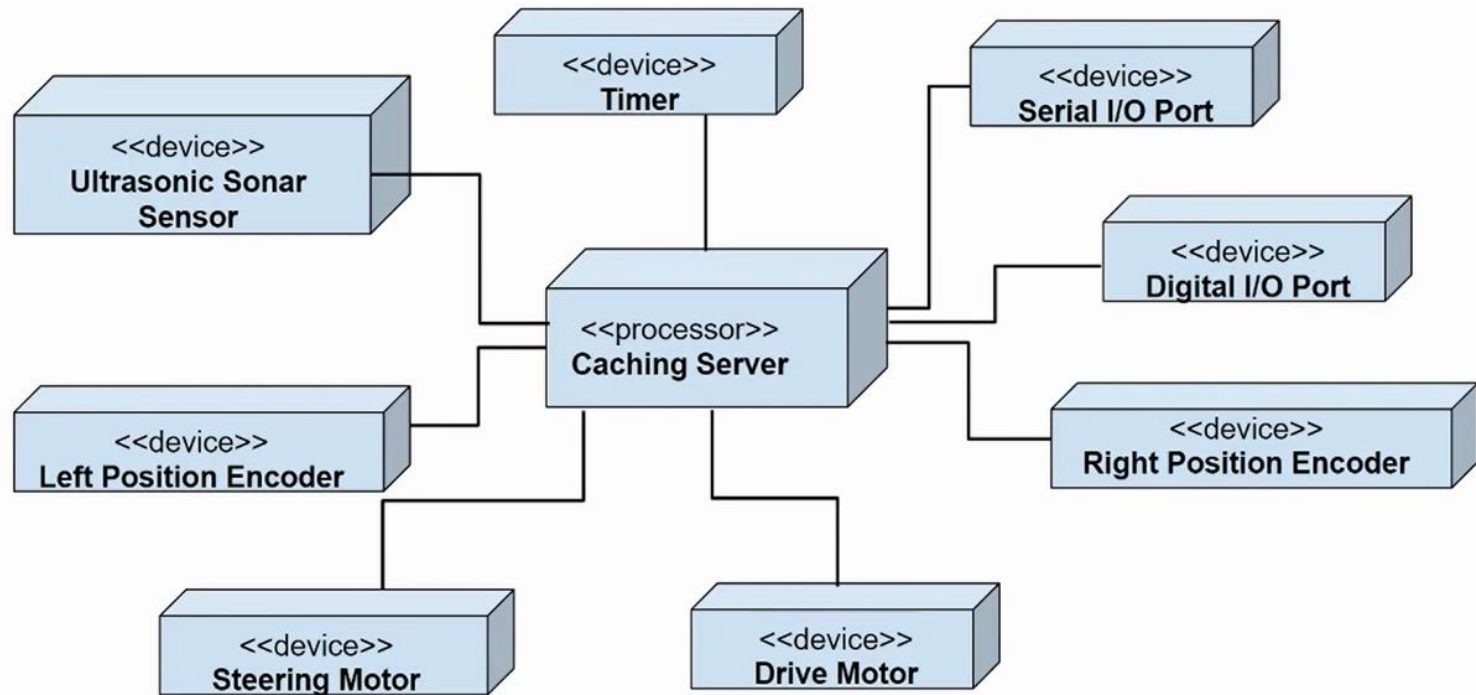 <<device>>
Timer
<<device>>
Serial I/O Port
<<device>>
Ultrasonic Sonar
Sensor
<<device>>
Digital I/O Port
<<processor>>
Caching Server
<<device>>
Left Position Encoder
<<device>>
Right Position Encoder
<<device>>
Steering Motor
<<device>>
Drive Motor